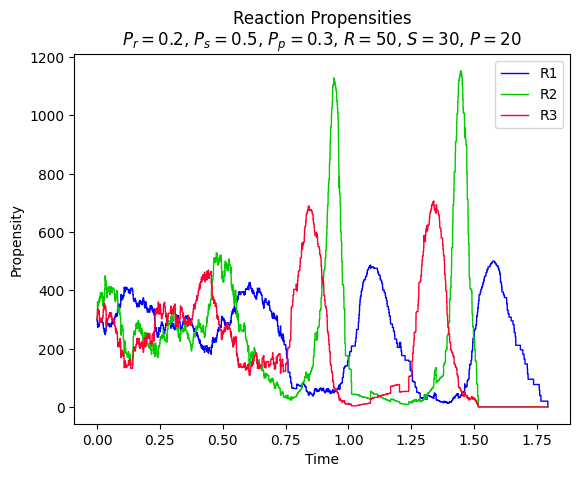 Reaction Propensities
P_r = 0.2, P_s = 0.5, P_p = 0.3, R = 50, S = 30, P = 20
R1
R2
R3
Propensity
1200
1000
800
600
400
200
0
0.00 0.25 0.50 0.75 1.00 1.25 1.50 1.75
Time